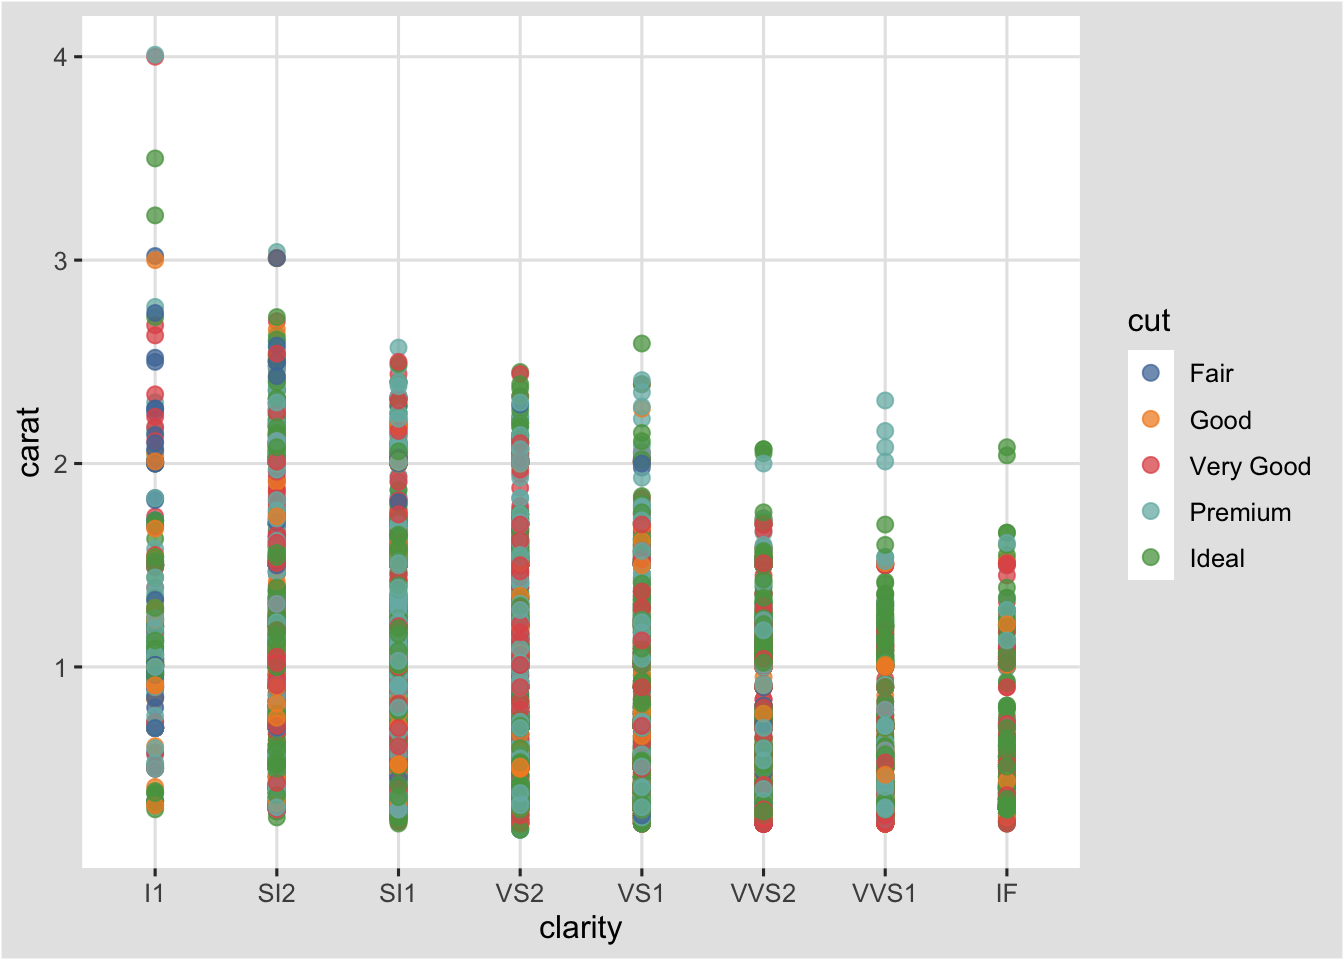 4
3
2
1
carat
I1 SI2 SI1 VS2 VS1 VVS2 VVS1 IF
clarity
cut
Fair
Good
Very Good
Premium
Ideal